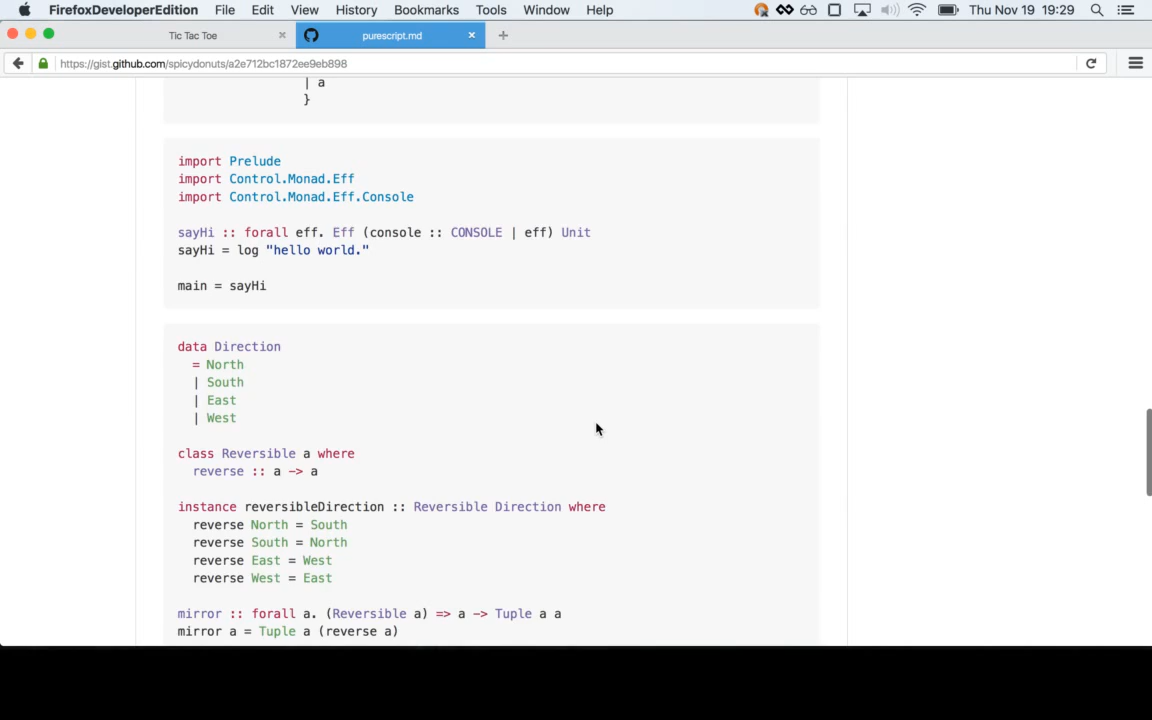 FirefoxDeveloperEdition File Edit View History Bookmarks Tools Window Help Thu Nov 19 19:29
Tic Tac Toe purescript.md
https://gist.github.com/spicydonuts/a2e712bc1872ee9eb898
| a
}
import Prelude
import Control.Monad.Eff
import Control.Monad.Eff.Console
sayHi :: forall eff. Eff (console :: CONSOLE | eff) Unit
sayHi = log "hello world."
main = sayHi
data Direction
= North
| South
| East
| West
class Reversible a where
reverse :: a -> a
instance reversibleDirection :: Reversible Direction where
reverse North = South
reverse South = North
reverse East = West
reverse West = East
mirror :: forall a. (Reversible a) => a -> Tuple a a
mirror a = Tuple a (reverse a)